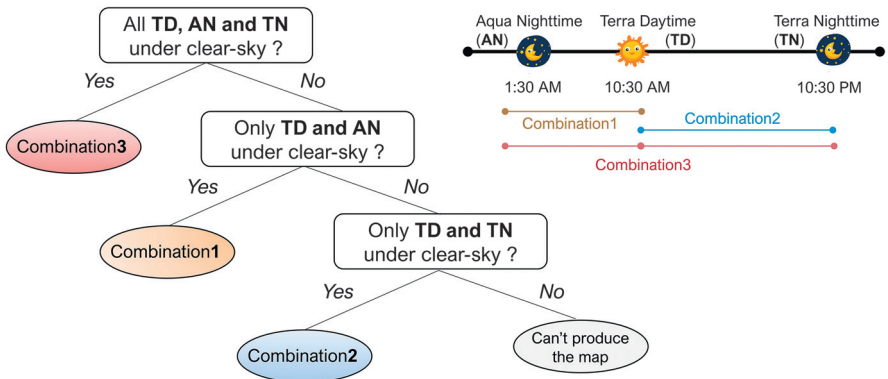 All TD, AN and TN
under clear-sky ?
Yes
No
Combination3
Only TD and AN
under clear-sky ?
Yes
No
Combination1
Only TD and TN
under clear-sky ?
Yes
No
Combination2
Can't produce
the map
Aqua Nighttime
(AN)
Terra Daytime
(TD)
Terra Nighttime
(TN)
1:30 AM
10:30 AM
10:30 PM
Combination1
Combination2
Combination3